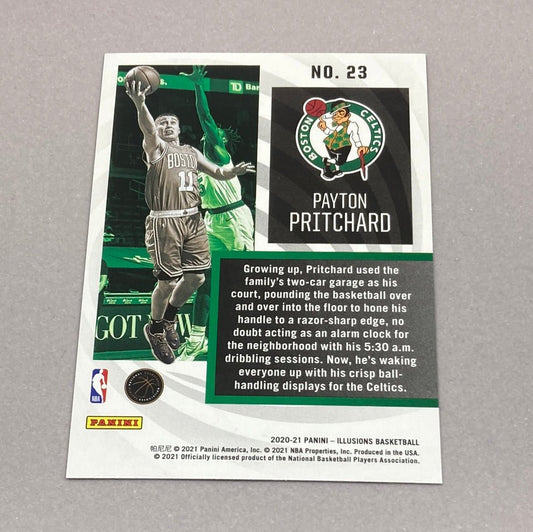 NO. 23
TD Bar
BOSTON
11
GOT
BOSTON CELTICS
PAYTON
PRITCHARD
Growing up, Pritchard used the
family's two-car garage as his
court, pounding the basketball over
and over into the floor to hone his
handle to a razor-sharp edge, no
doubt acting as an alarm clock for
the neighborhood with his 5:30 a.m.
dribbling sessions. Now, he's waking
everyone up with his crisp ball-
handling displays for the Celtics.
NBA
PANINI
2020-21 PANINI – ILLUSIONS BASKETBALL
帕尼尼 © 2021 Panini America, Inc. © 2021 NBA Properties, Inc. Produced in the USA.
© 2021 Officially licensed product of the National Basketball Players Association.